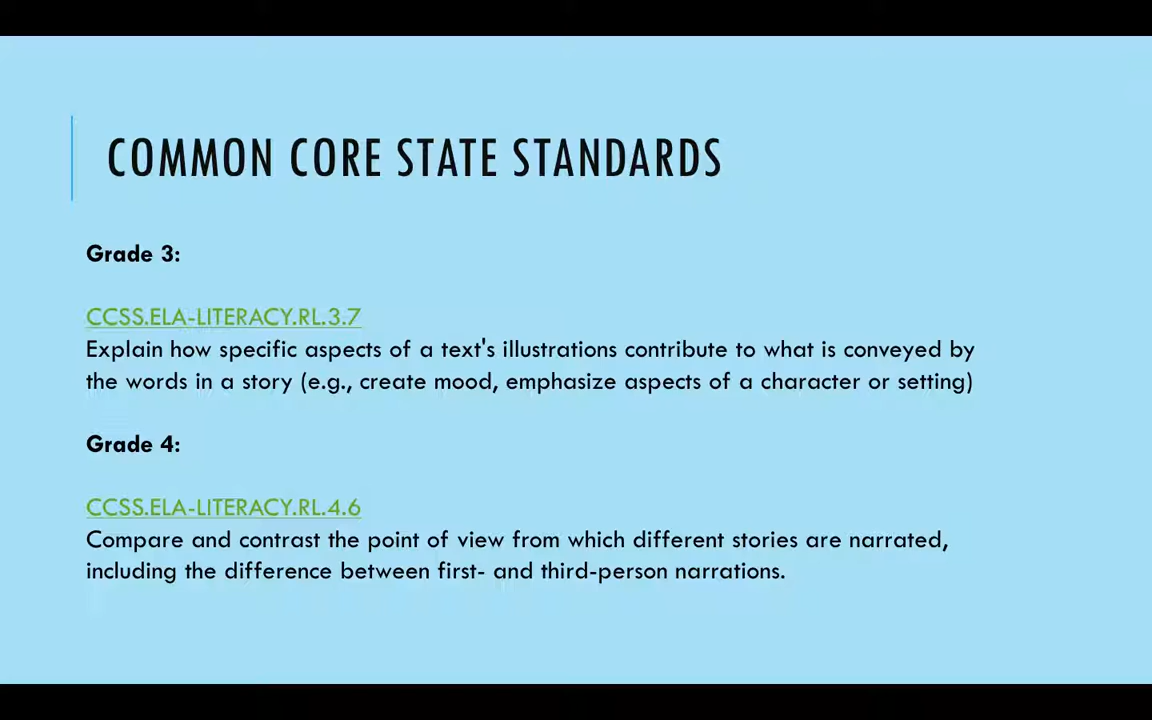 COMMON CORE STATE STANDARDS
Grade 3:
CCSS.ELA-LITERACY.RL.3.7
Explain how specific aspects of a text's illustrations contribute to what is conveyed by
the words in a story (e.g., create mood, emphasize aspects of a character or setting)
Grade 4:
CCSS.ELA-LITERACY.RL.4.6
Compare and contrast the point of view from which different stories are narrated,
including the difference between first- and third-person narrations.